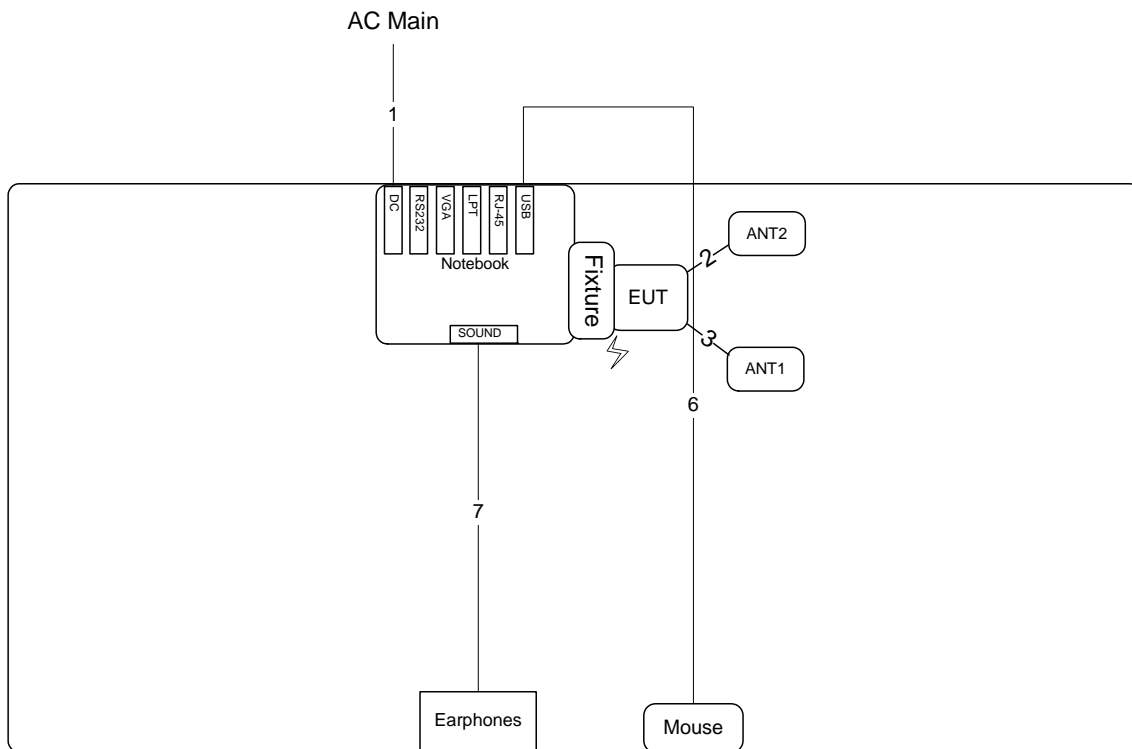 AC Main
1
DC
RS232
VGA
LPT
RJ-45
USB
Notebook
SOUND
Fixture
EUT
2
ANT2
3
ANT1
6
7
Earphones
Mouse